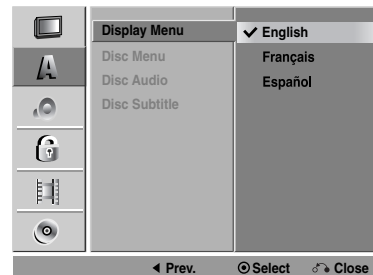 Display Menu
Disc Menu
Disc Audio
Disc Subtitle
✔ English
Français
Español
◄ Prev.
Select
Close